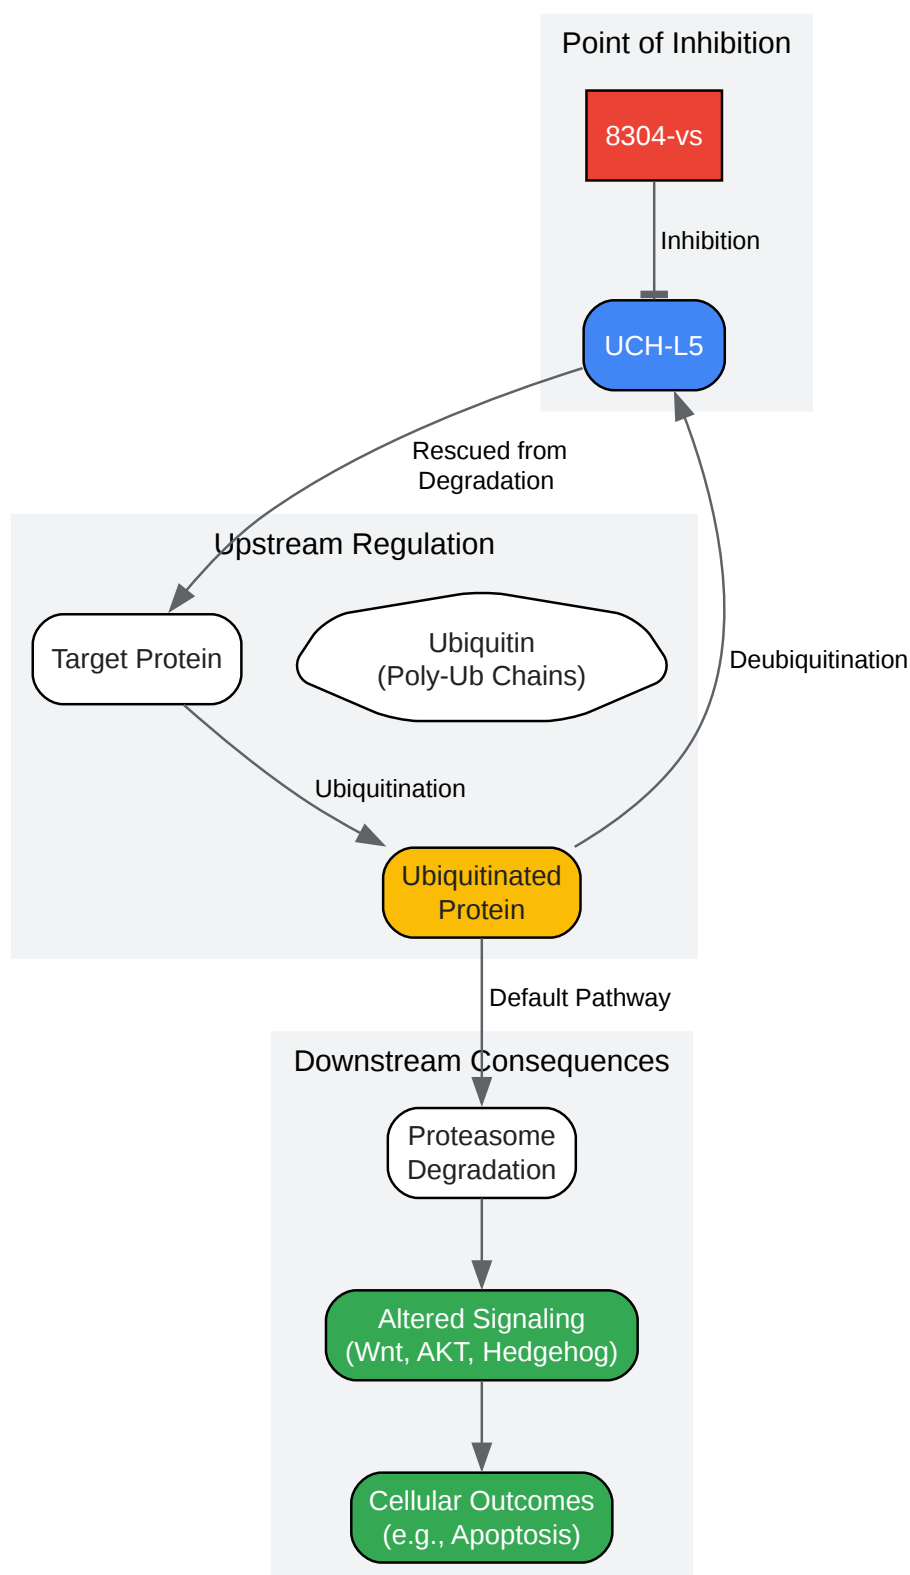 Point of Inhibition
8304-vs
Inhibition
UCH-L5
Rescued from
Degradation
Upstream Regulation
Target Protein
Ubiquitin
(Poly-Ub Chains)
Deubiquitination
Ubiquitination
Ubiquitinated
Protein
Default Pathway
Downstream Consequences
Proteasome
Degradation
Altered Signaling
(Wnt, AKT, Hedgehog)
Cellular Outcomes
(e.g., Apoptosis)